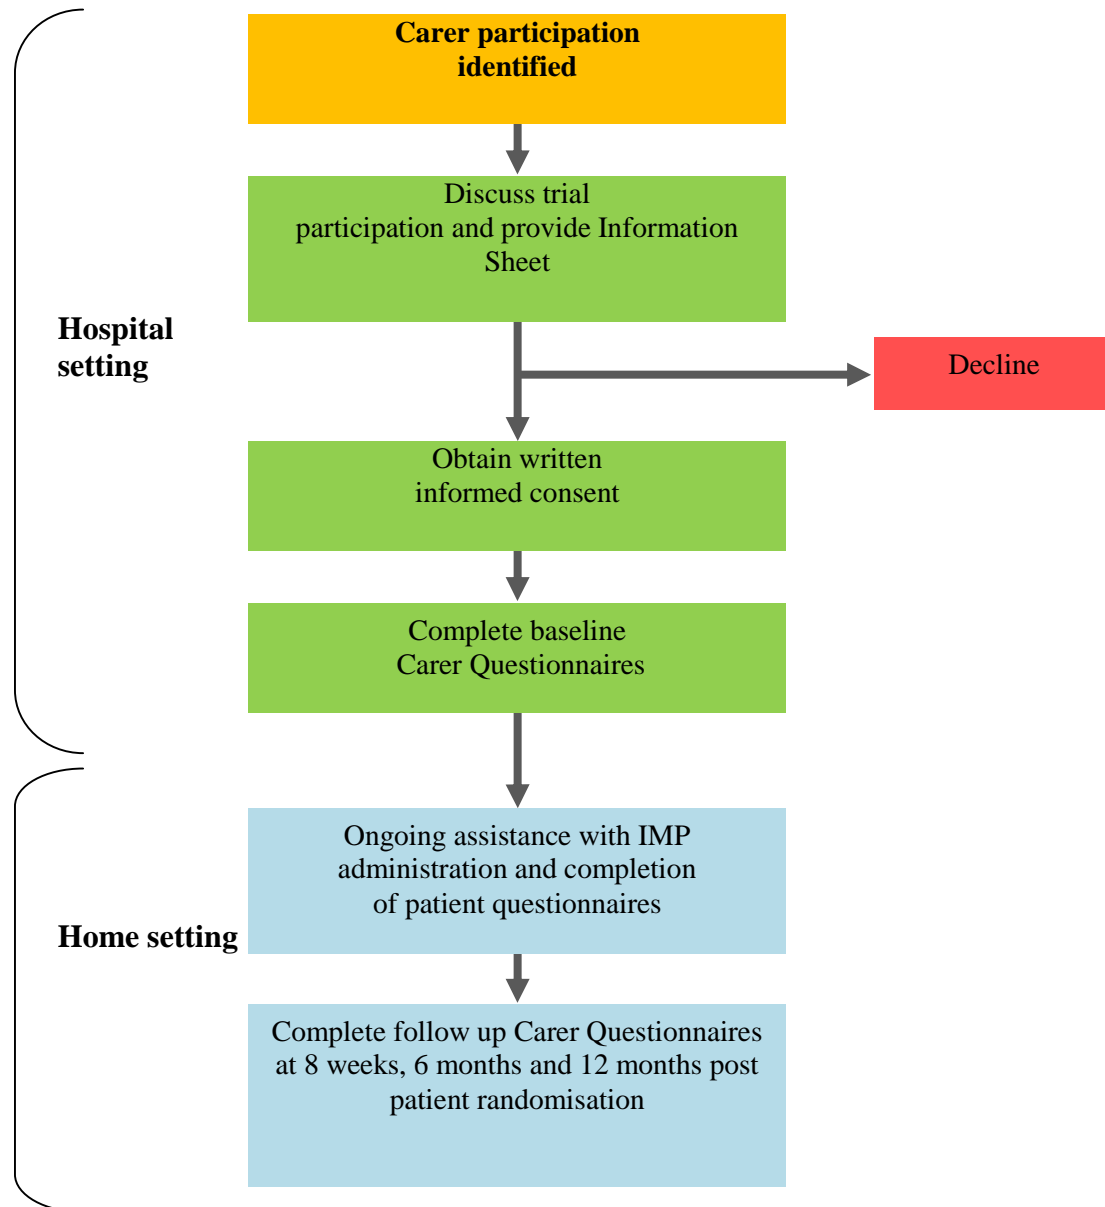 Carer participation
identified
Discuss trial
participation and provide Information
Sheet
Hospital
setting
Decline
Obtain written
informed consent
Complete baseline
Carer Questionnaires
Ongoing assistance with IMP
administration and completion
of patient questionnaires
Home setting
Complete follow up Carer Questionnaires
at 8 weeks, 6 months and 12 months post
patient randomisation